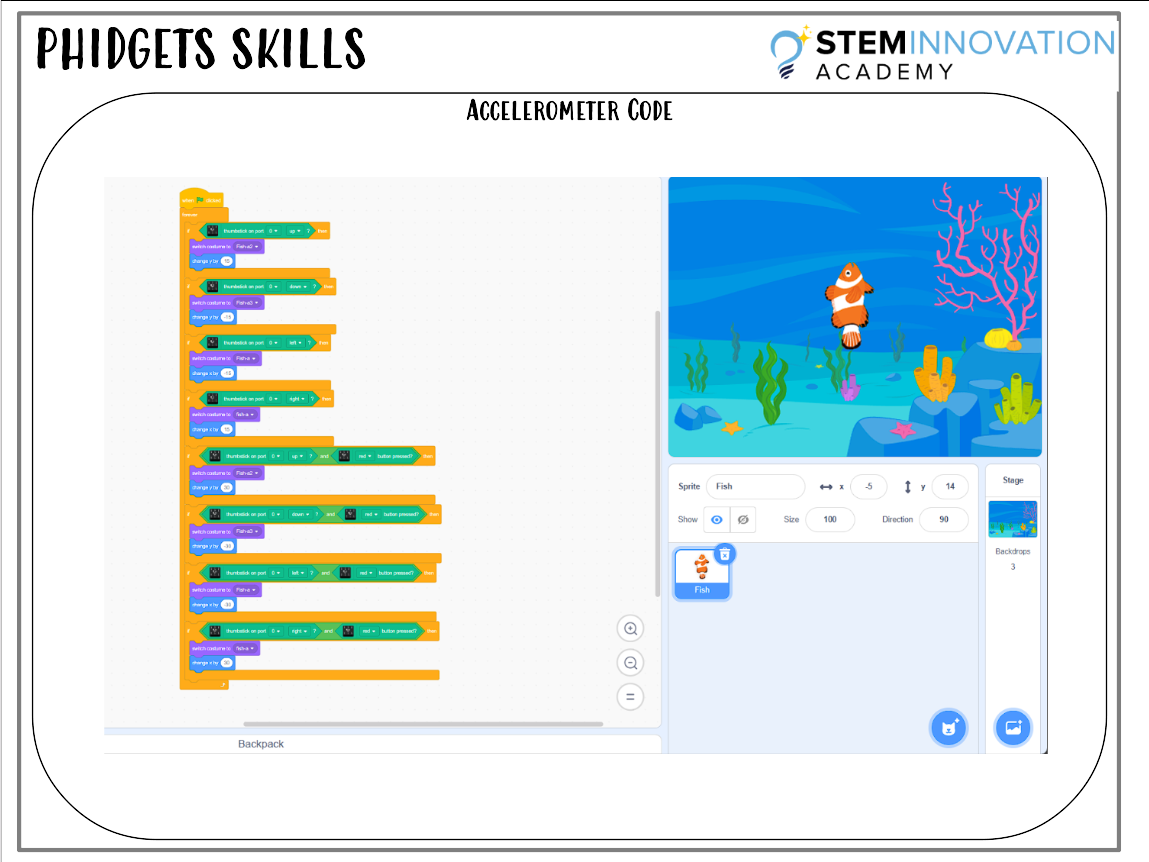 PHIDGETS SKILLS
STEMINNOVATION
ACADEMY
ACCELEROMETER CODE
when clicked
forever
if thumbstick on port 0 up ? then
switch costume to Fish-a2
change y by 15
if thumbstick on port 0 down ? then
switch costume to Fish-a3
change y by -15
if thumbstick on port 0 left ? then
switch costume to Fish-a
change x by -15
if thumbstick on port 0 right ? then
switch costume to fish-a
change x by 15
if thumbstick on port 0 up ? and red button pressed? then
switch costume to Fish-a2
change y by 30
if thumbstick on port 0 down ? and red button pressed? then
switch costume to Fish-a3
change y by -30
if thumbstick on port 0 left ? and red button pressed? then
switch costume to Fish-a
change x by -30
if thumbstick on port 0 right ? and red button pressed? then
switch costume to fish-a
change x by 30
Backpack
Sprite Fish x -5 y 14
Show Size 100 Direction 90
Fish
Stage
Backdrops
3